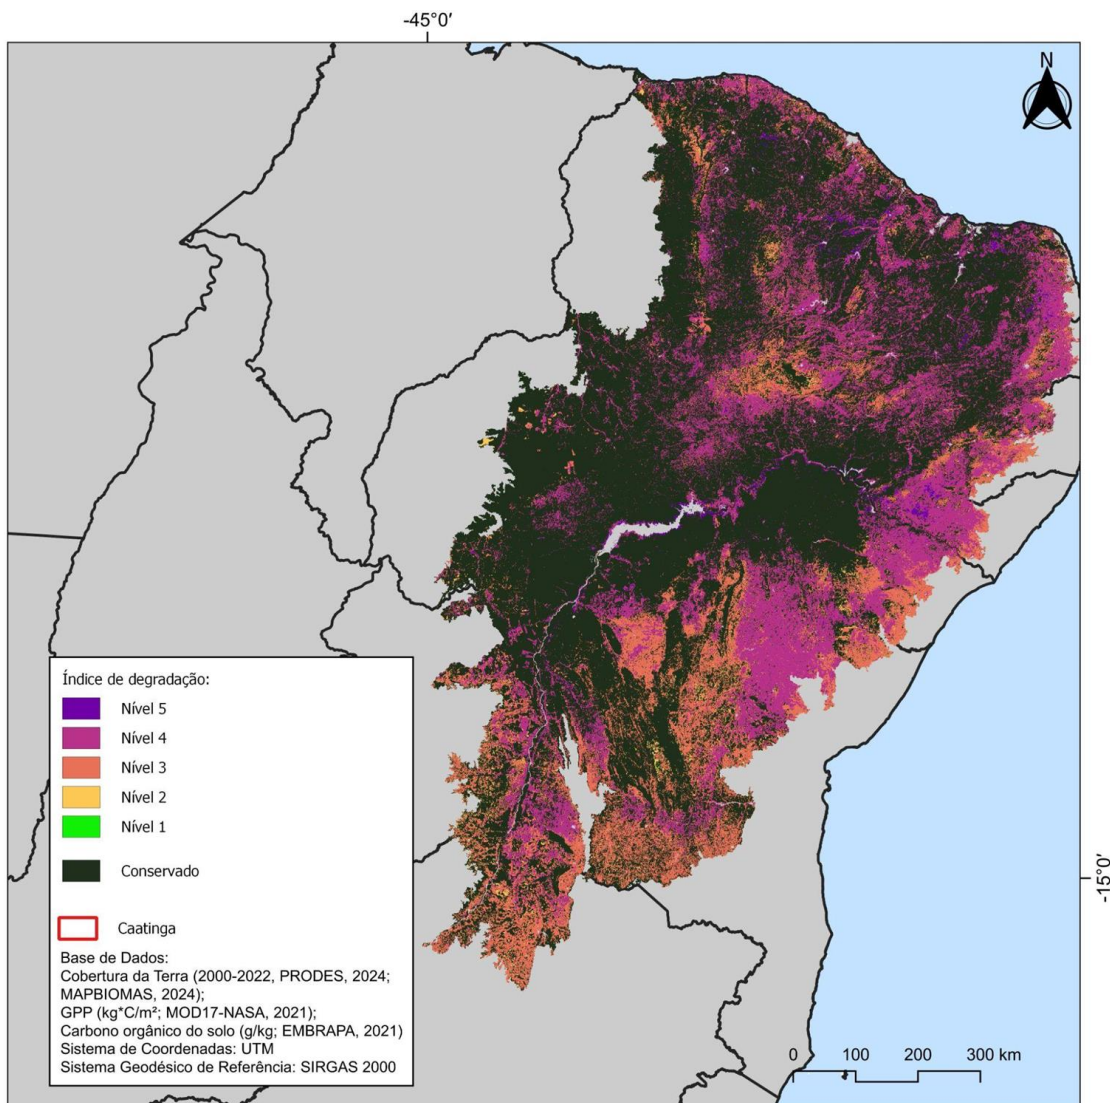 -45°0′
N
Índice de degradação:
Nível 5
Nível 4
Nível 3
Nível 2
Nível 1
Conservado
Caatinga
Base de Dados:
Cobertura da Terra (2000-2022, PRODES, 2024;
MAPBIOMAS, 2024);
GPP (kg*C/m²; MOD17-NASA, 2021);
Carbono orgânico do solo (g/kg; EMBRAPA, 2021)
Sistema de Coordenadas: UTM
Sistema Geodésico de Referência: SIRGAS 2000
-15°0′
0 100 200 300 km